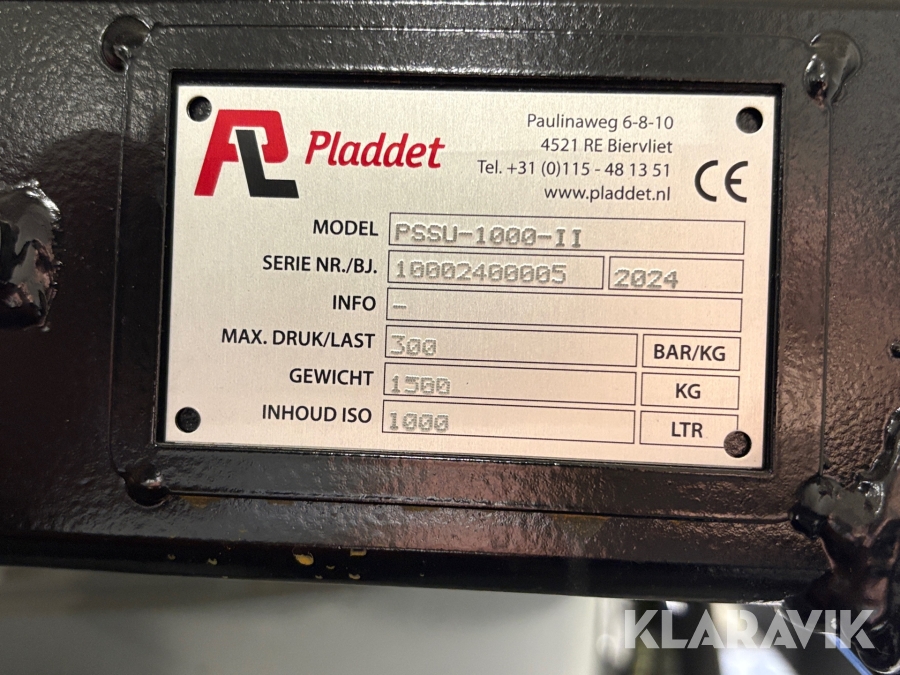 PL Pladdet
Paulinaweg 6-8-10
4521 RE Biervliet
Tel. +31 (0)115 - 48 13 51
www.pladdet.nl
CE
MODEL PSSU-1000-II
SERIE NR./BJ. 10002400005 2024
INFO -
MAX. DRUK/LAST 300 BAR/KG
GEWICHT 1560 KG
INHOUD ISO 1000 LTR
KLARAVIK